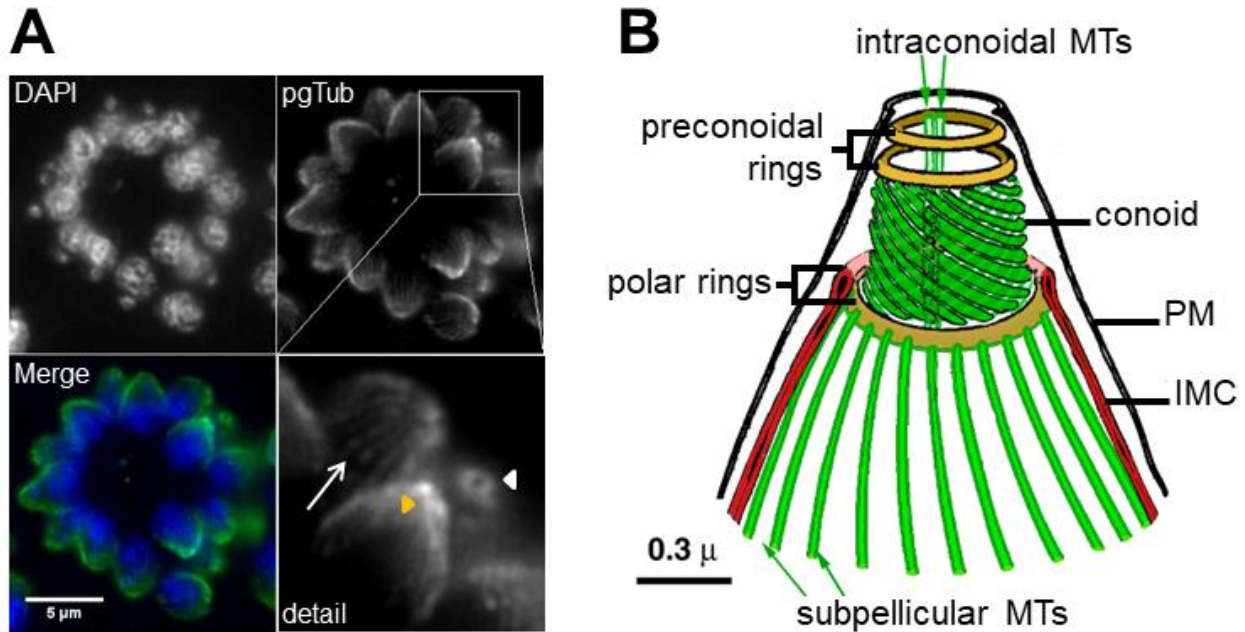 A
DAPI
pgTub
Merge
5 µm
detail
B
intraconoidal MTs
preconoidal
rings
conoid
polar rings
PM
IMC
0.3 µ
subpellicular MTs